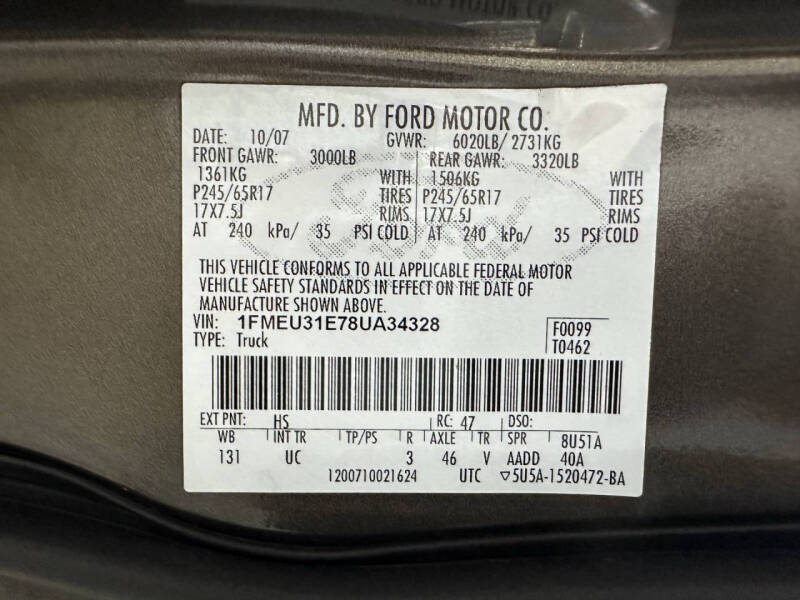 MOTOR CO
MFD. BY FORD MOTOR CO.
DATE: 10/07 GVWR: 6020LB/ 2731KG
FRONT GAWR: 3000LB REAR GAWR: 3320LB
1361KG WITH 1506KG WITH
P245/65R17 TIRES P245/65R17 TIRES
17X7.5J RIMS 17X7.5J RIMS
AT 240 kPa/ 35 PSI COLD AT 240 kPa/ 35 PSI COLD
THIS VEHICLE CONFORMS TO ALL APPLICABLE FEDERAL MOTOR
VEHICLE SAFETY STANDARDS IN EFFECT ON THE DATE OF
MANUFACTURE SHOWN ABOVE.
VIN: 1FMEU31E78UA34328 F0099
TYPE: Truck T0462
EXT PNT: HS RC: 47 DSO:
WB INT TR TP/PS R AXLE TR SPR 8U51A
131 UC 3 46 V AADD 40A
1200710021624 UTC ▽5U5A-1520472-BA